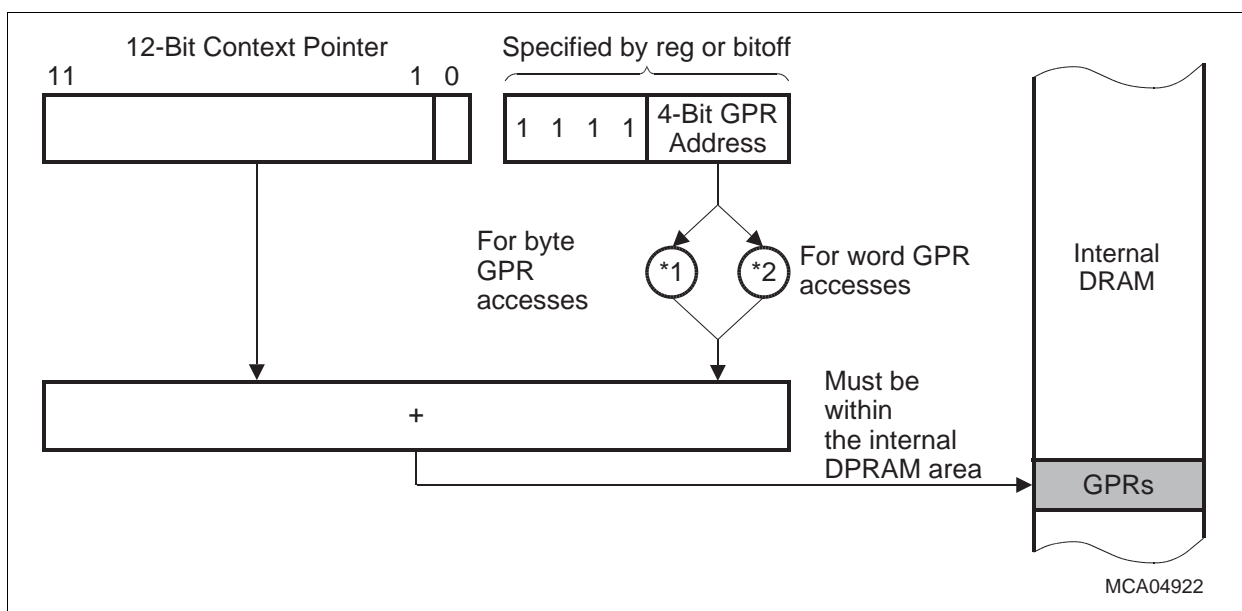 12-Bit Context Pointer
11 1 0
Specified by reg or bitoff
1 1 1 1
4-Bit GPR
Address
For byte
GPR
accesses
*1
*2
For word GPR
accesses
Internal
DRAM
+
Must be
within
the internal
DPRAM area
GPRs
MCA04922